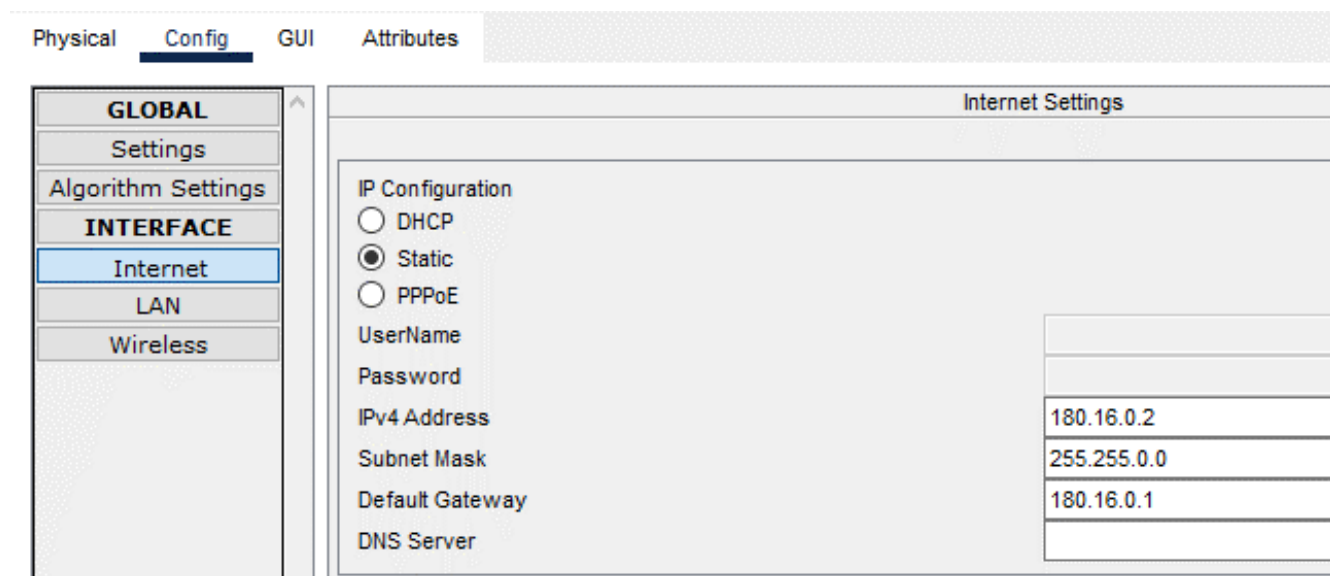 Physical Config GUI Attributes
GLOBAL
Settings
Algorithm Settings
INTERFACE
Internet
LAN
Wireless
Internet Settings
IP Configuration
DHCP
Static
PPPoE
UserName
Password
IPv4 Address 180.16.0.2
Subnet Mask 255.255.0.0
Default Gateway 180.16.0.1
DNS Server